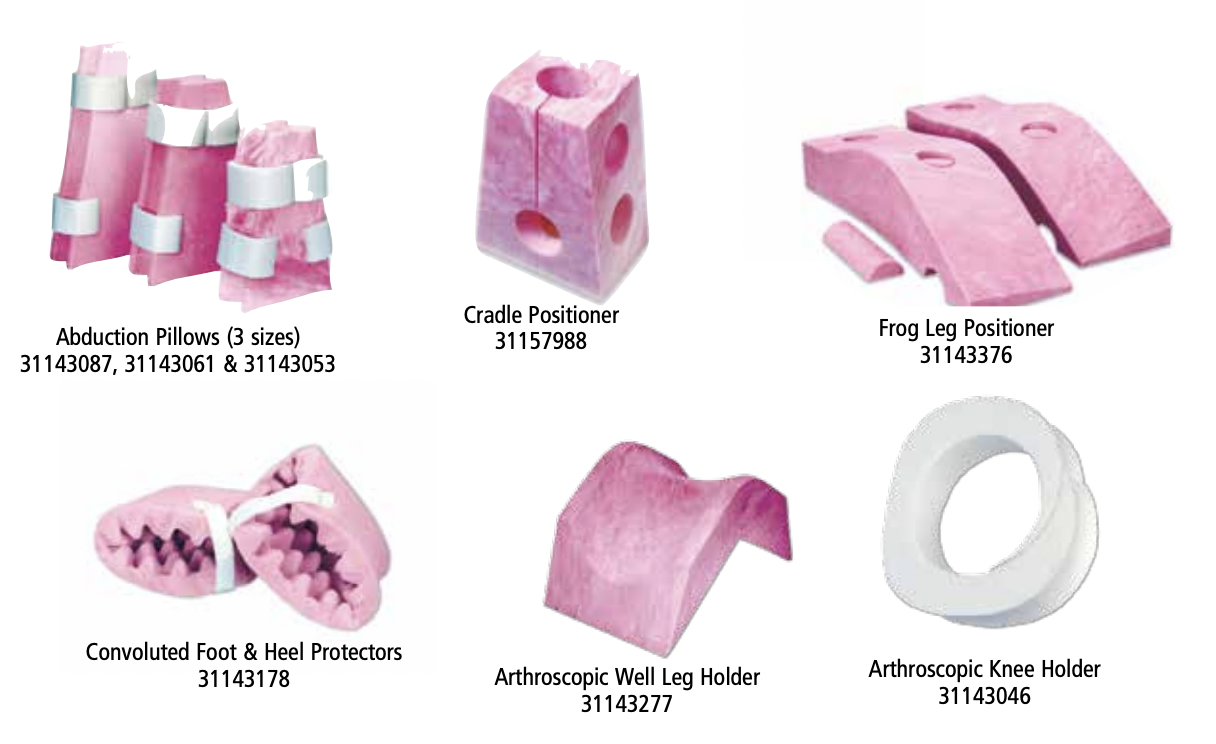 Abduction Pillows (3 sizes)
31143087, 31143061 & 31143053
Cradle Positioner
31157988
Frog Leg Positioner
31143376
Convoluted Foot & Heel Protectors
31143178
Arthroscopic Well Leg Holder
31143277
Arthroscopic Knee Holder
31143046